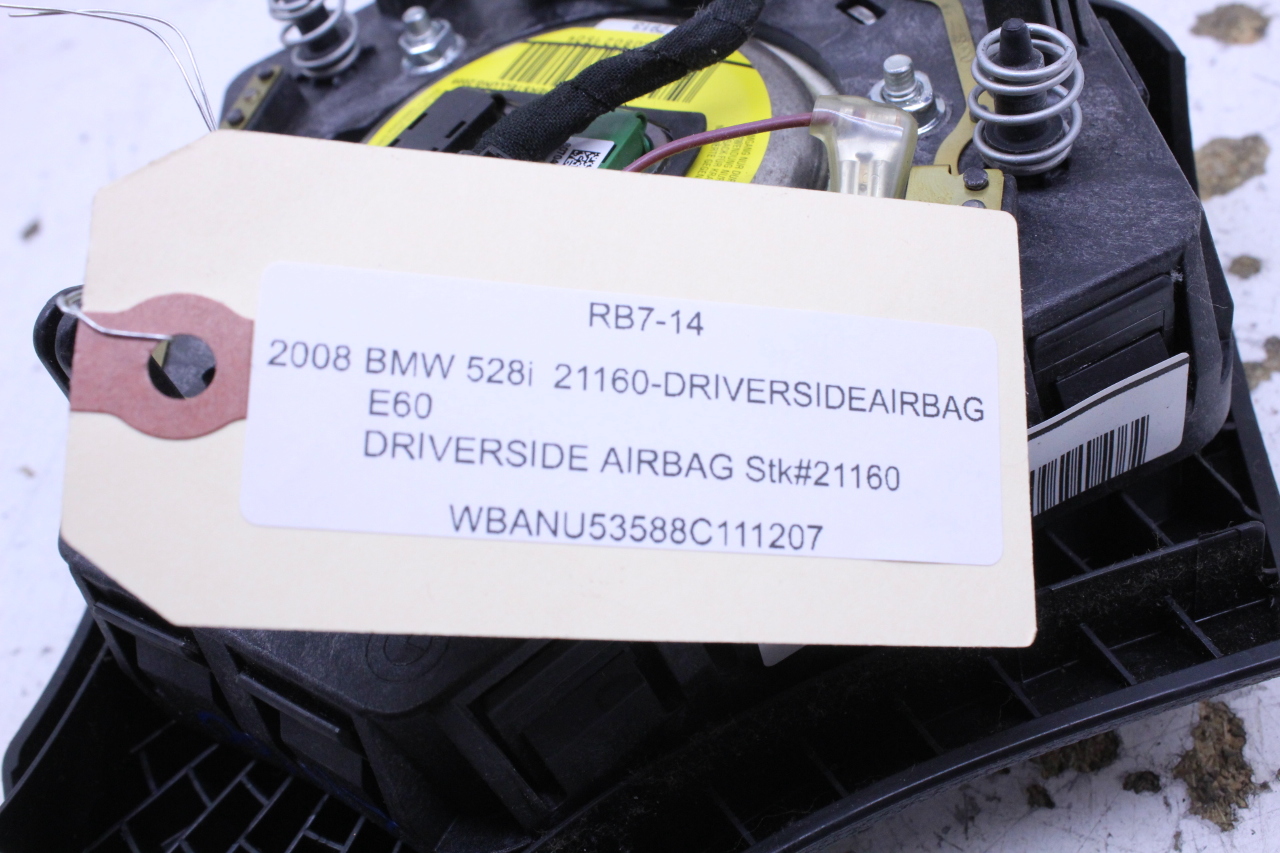 RB7-14
2008 BMW 528i 21160-DRIVERSIDEAIRBAG
E60
DRIVERSIDE AIRBAG Stk#21160
WBANU53588C111207